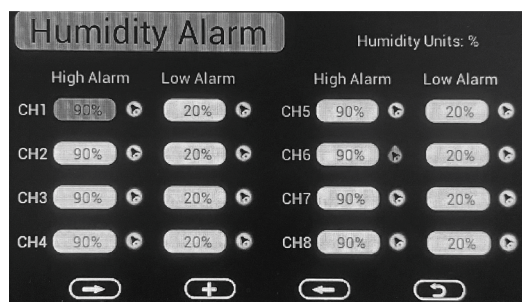 Humidity Alarm
Humidity Units: %
High Alarm Low Alarm High Alarm Low Alarm
CH1 90% 20% CH5 90% 20%
CH2 90% 20% CH6 90% 20%
CH3 90% 20% CH7 90% 20%
CH4 90% 20% CH8 90% 20%